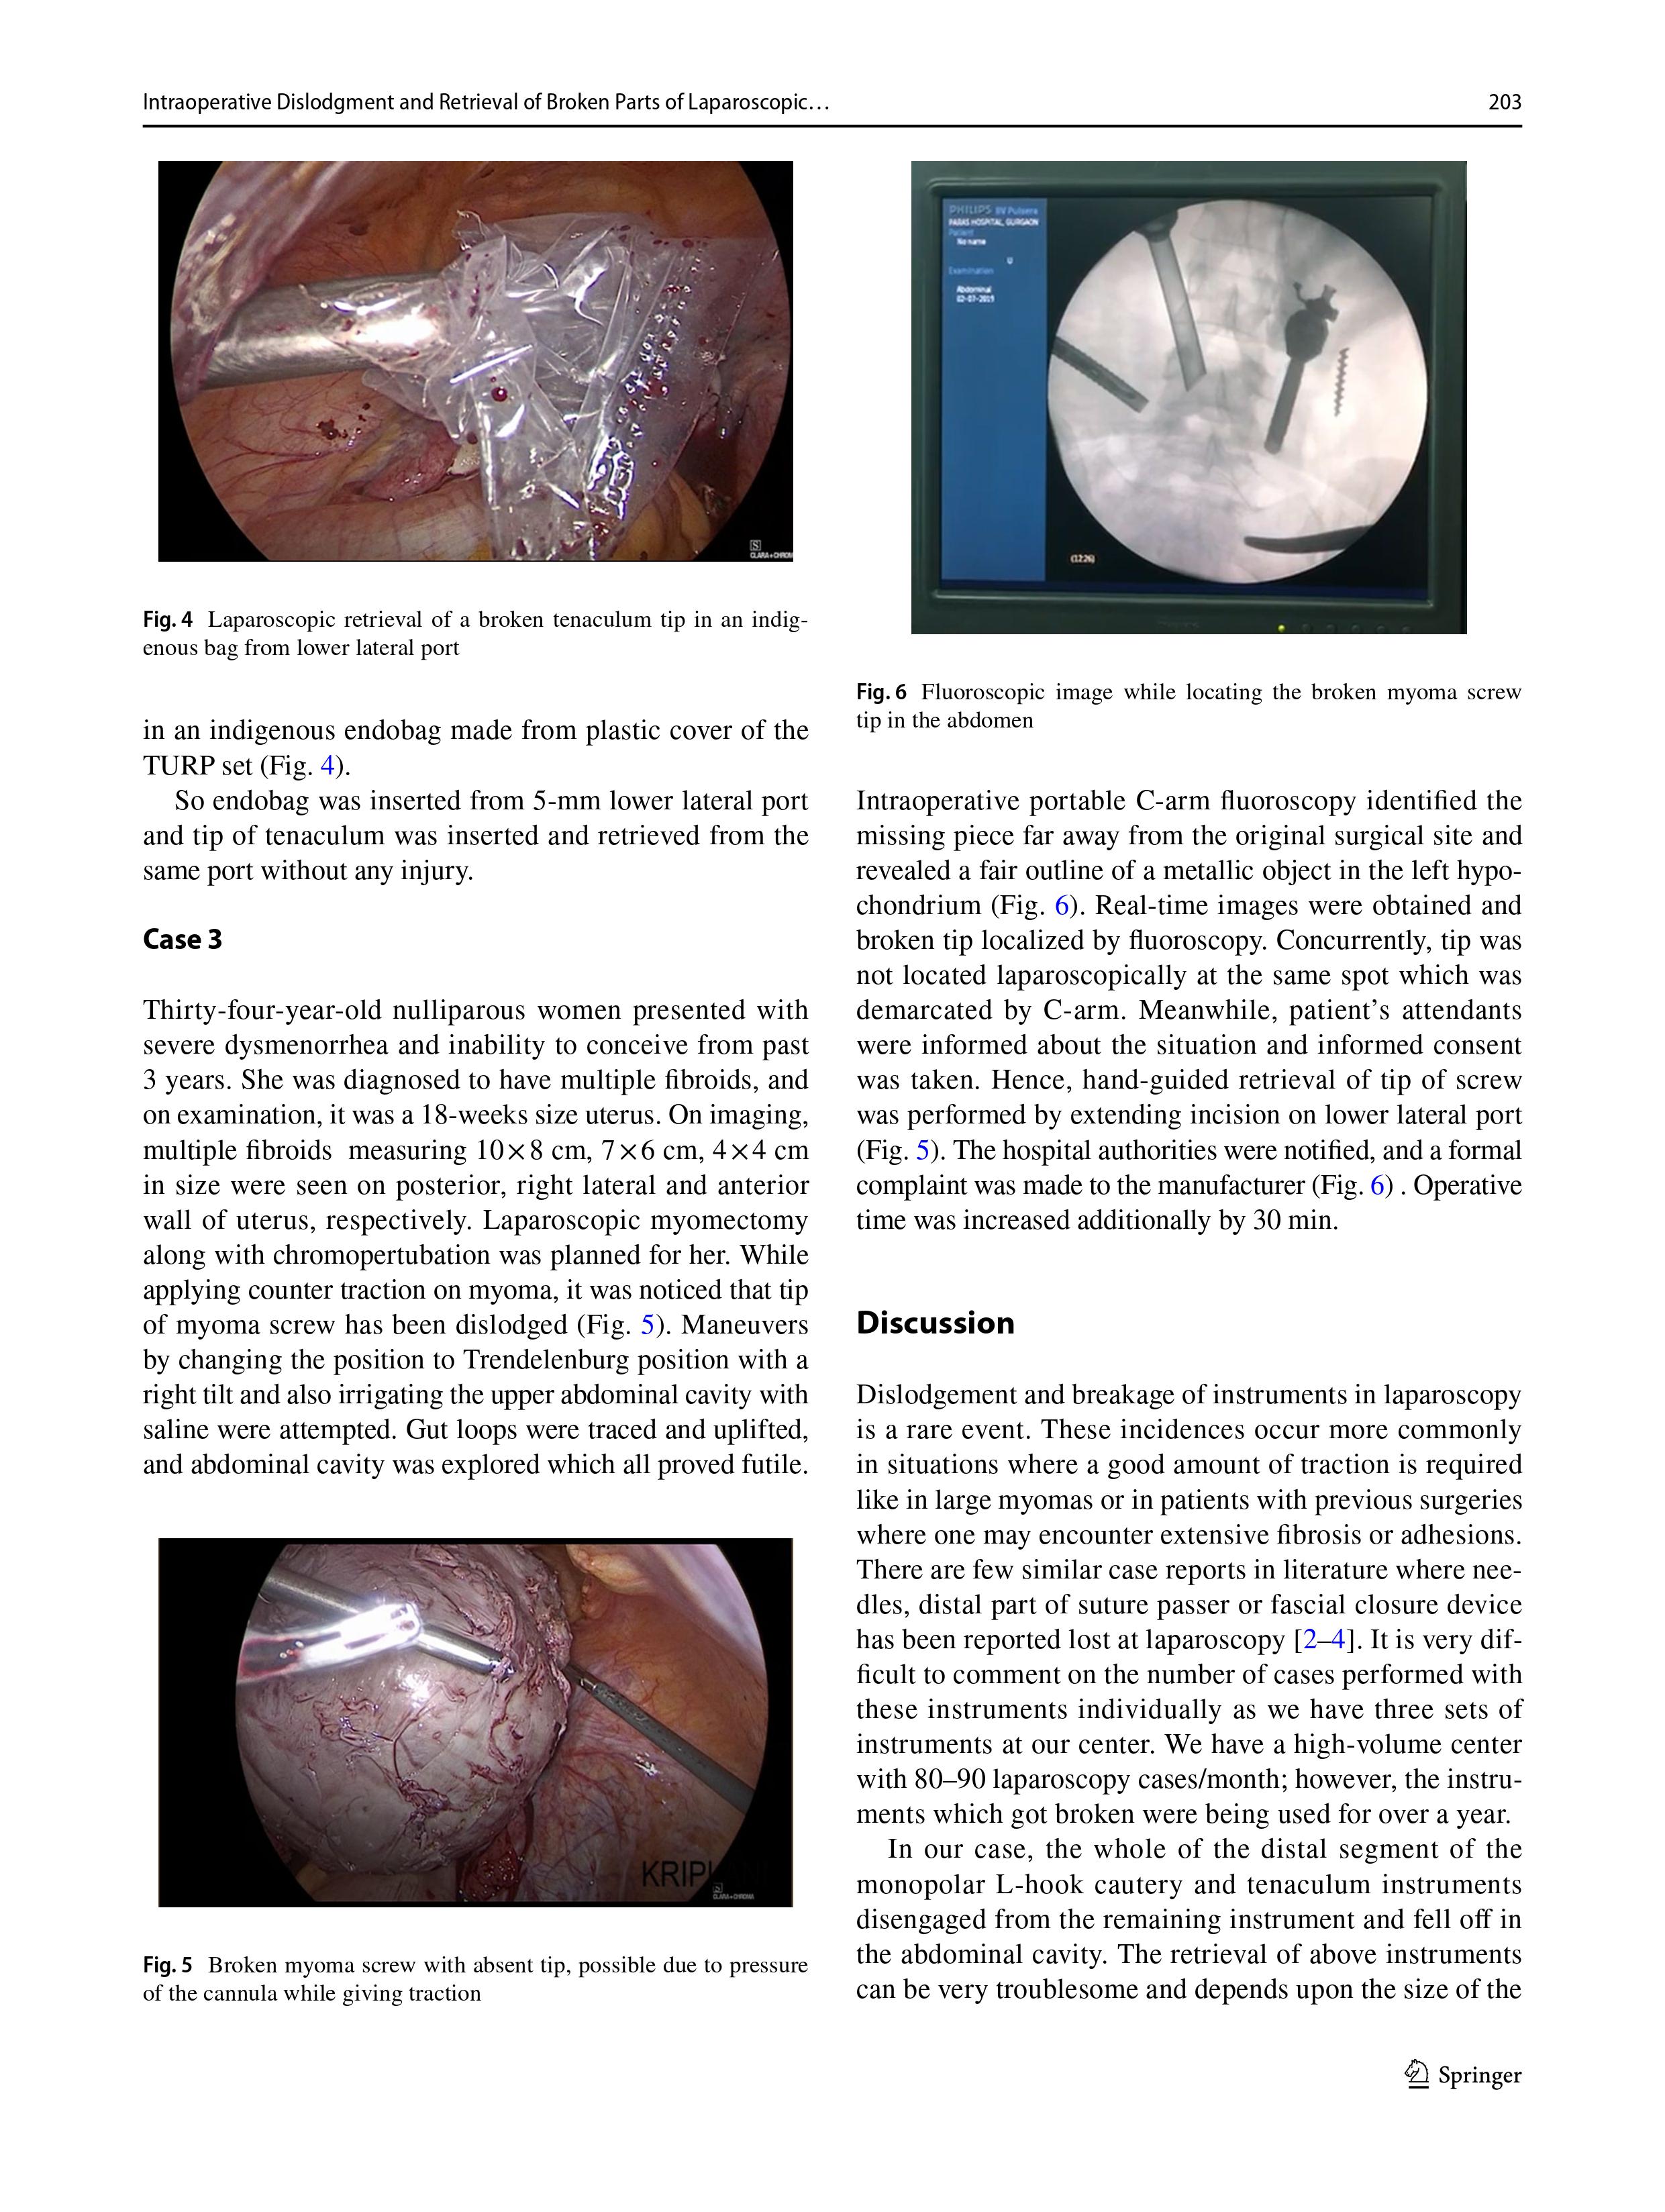 Intraoperative Dislodgment and Retrieval of Broken Parts of Laparoscopic…
203
CLARA+CHROM
Fig. 4 Laparoscopic retrieval of a broken tenaculum tip in an indig-
enous bag from lower lateral port
in an indigenous endobag made from plastic cover of the
TURP set (Fig. 4).
So endobag was inserted from 5-mm lower lateral port
and tip of tenaculum was inserted and retrieved from the
same port without any injury.
Case 3
Thirty-four-year-old nulliparous women presented with
severe dysmenorrhea and inability to conceive from past
3 years. She was diagnosed to have multiple fibroids, and
on examination, it was a 18-weeks size uterus. On imaging,
multiple fibroids measuring 10×8 cm, 7×6 cm, 4×4 cm
in size were seen on posterior, right lateral and anterior
wall of uterus, respectively. Laparoscopic myomectomy
along with chromopertubation was planned for her. While
applying counter traction on myoma, it was noticed that tip
of myoma screw has been dislodged (Fig. 5). Maneuvers
by changing the position to Trendelenburg position with a
right tilt and also irrigating the upper abdominal cavity with
saline were attempted. Gut loops were traced and uplifted,
and abdominal cavity was explored which all proved futile.
CLARA+CHROMA
Fig. 5 Broken myoma screw with absent tip, possible due to pressure
of the cannula while giving traction
PHILIPS BV Pulsera
PARAS HOSPITAL, GURGAON
Patient
No name
Examination
Abdominal
02-07-2019
(12:26)
Fig. 6 Fluoroscopic image while locating the broken myoma screw
tip in the abdomen
Intraoperative portable C-arm fluoroscopy identified the
missing piece far away from the original surgical site and
revealed a fair outline of a metallic object in the left hypo-
chondrium (Fig. 6). Real-time images were obtained and
broken tip localized by fluoroscopy. Concurrently, tip was
not located laparoscopically at the same spot which was
demarcated by C-arm. Meanwhile, patient's attendants
were informed about the situation and informed consent
was taken. Hence, hand-guided retrieval of tip of screw
was performed by extending incision on lower lateral port
(Fig. 5). The hospital authorities were notified, and a formal
complaint was made to the manufacturer (Fig. 6) . Operative
time was increased additionally by 30 min.
Discussion
Dislodgement and breakage of instruments in laparoscopy
is a rare event. These incidences occur more commonly
in situations where a good amount of traction is required
like in large myomas or in patients with previous surgeries
where one may encounter extensive fibrosis or adhesions.
There are few similar case reports in literature where nee-
dles, distal part of suture passer or fascial closure device
has been reported lost at laparoscopy [2–4]. It is very dif-
ficult to comment on the number of cases performed with
these instruments individually as we have three sets of
instruments at our center. We have a high-volume center
with 80–90 laparoscopy cases/month; however, the instru-
ments which got broken were being used for over a year.
In our case, the whole of the distal segment of the
monopolar L-hook cautery and tenaculum instruments
disengaged from the remaining instrument and fell off in
the abdominal cavity. The retrieval of above instruments
can be very troublesome and depends upon the size of the
Springer